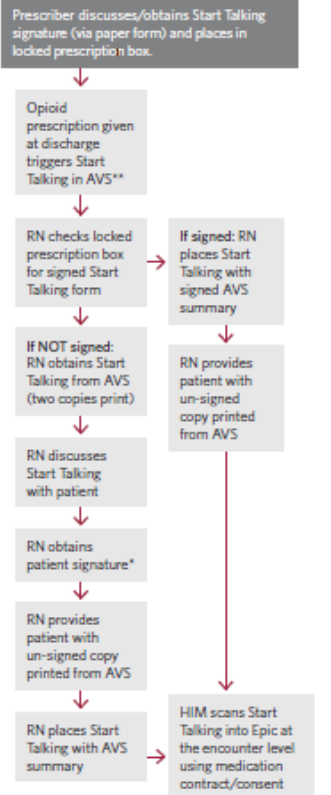 Prescriber discusses/obtains Start Talking
signature (via paper form) and places in
locked prescription box.
Opioid
prescription given
at discharge
triggers Start
Talking in AVS**
RN checks locked
prescription box
for signed Start
Talking form
If signed: RN
places Start
Talking with
signed AVS
summary
If NOT signed:
RN obtains Start
Talking from AVS
(two copies print)
RN provides
patient with
un-signed
copy printed
from AVS
RN discusses
Start Talking
with patient
RN obtains
patient signature*
RN provides
patient with
un-signed copy
printed from AVS
RN places Start
Talking with AVS
summary
HIM scans Start
Talking into Epic at
the encounter level
using medication
contract/consent